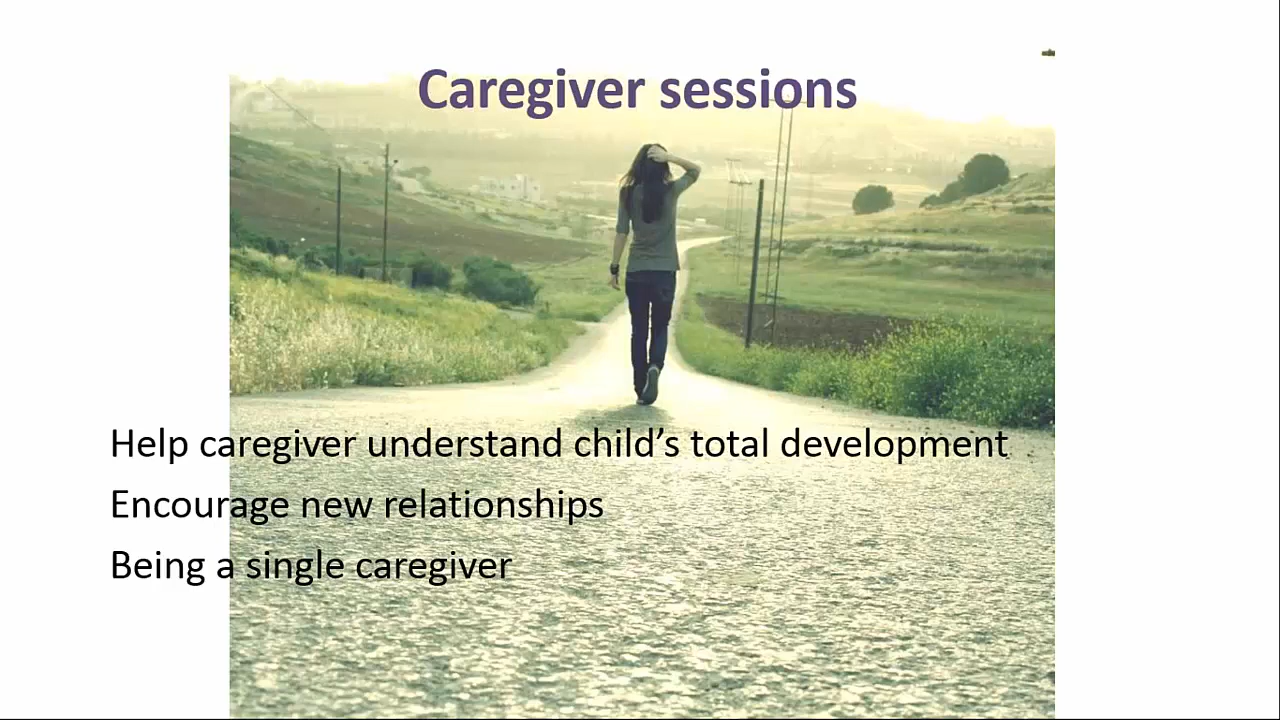 Caregiver sessions
Help caregiver understand child’s total development
Encourage new relationships
Being a single caregiver